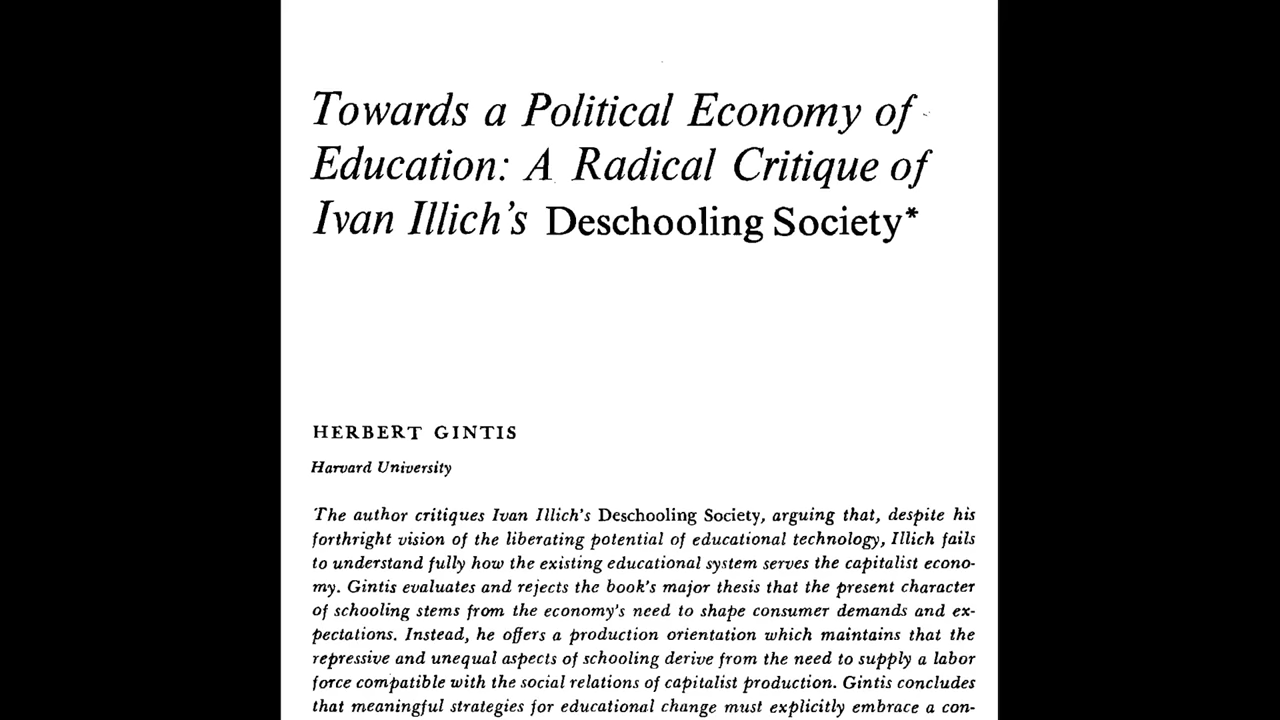 Towards a Political Economy of
Education: A Radical Critique of
Ivan Illich's Deschooling Society*
HERBERT GINTIS
Harvard University
The author critiques Ivan Illich's Deschooling Society, arguing that, despite his
forthright vision of the liberating potential of educational technology, Illich fails
to understand fully how the existing educational system serves the capitalist econo-
my. Gintis evaluates and rejects the book's major thesis that the present character
of schooling stems from the economy's need to shape consumer demands and ex-
pectations. Instead, he offers a production orientation which maintains that the
repressive and unequal aspects of schooling derive from the need to supply a labor
force compatible with the social relations of capitalist production. Gintis concludes
that meaningful strategies for educational change must explicitly embrace a con-